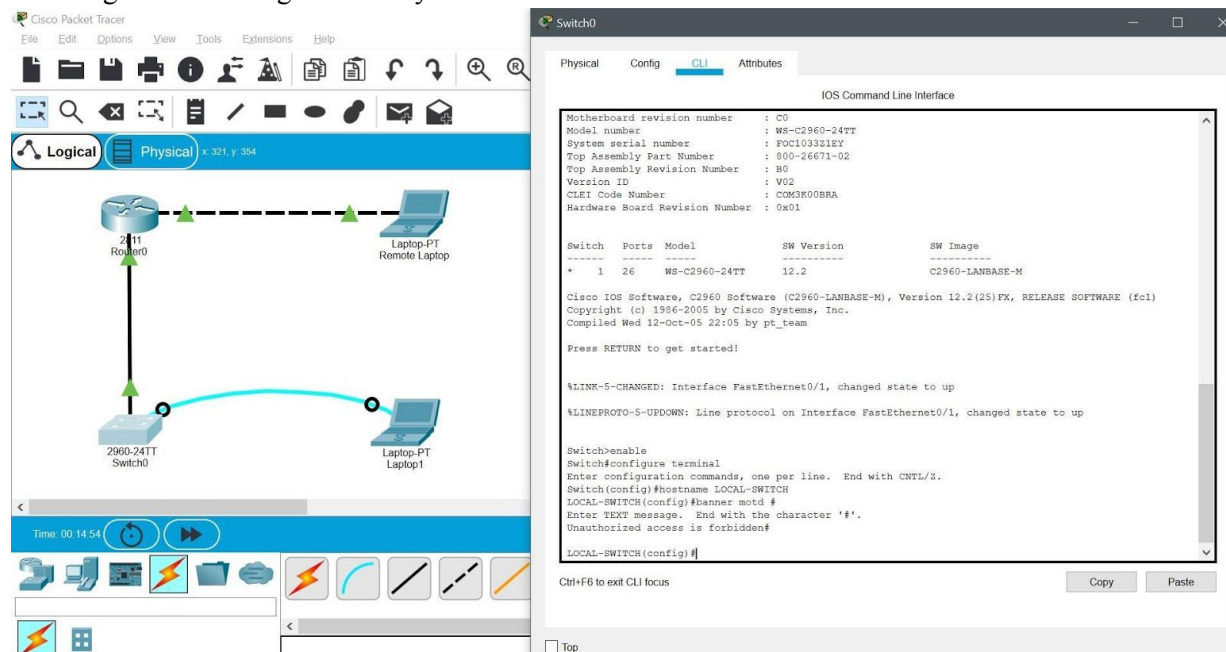 Cisco Packet Tracer
File Edit Options View Tools Extensions Help
Logical
Physical
x: 321, y: 354
2811
Router0
Laptop-PT
Remote Laptop
2960-24TT
Switch0
Laptop-PT
Laptop1
Time: 00:14:54
Switch0
Physical Config CLI Attributes
IOS Command Line Interface
Motherboard revision number : C0
Model number : WS-C2960-24TT
System serial number : FOC1033Z1EY
Top Assembly Part Number : 800-26671-02
Top Assembly Revision Number : B0
Version ID : V02
CLEI Code Number : COM3K00BRA
Hardware Board Revision Number : 0x01
Switch Ports Model SW Version SW Image
------ ----- ----- ---------- ----------
* 1 26 WS-C2960-24TT 12.2 C2960-LANBASE-M
Cisco IOS Software, C2960 Software (C2960-LANBASE-M), Version 12.2(25)FX, RELEASE SOFTWARE (fc1)
Copyright (c) 1986-2005 by Cisco Systems, Inc.
Compiled Wed 12-Oct-05 22:05 by pt_team
Press RETURN to get started!
%LINK-5-CHANGED: Interface FastEthernet0/1, changed state to up
%LINEPROTO-5-UPDOWN: Line protocol on Interface FastEthernet0/1, changed state to up
Switch>enable
Switch#configure terminal
Enter configuration commands, one per line. End with CNTL/Z.
Switch(config)#hostname LOCAL-SWITCH
LOCAL-SWITCH(config)#banner motd #
Enter TEXT message. End with the character '#'.
Unauthorized access is forbidden#
LOCAL-SWITCH(config)#
Ctrl+F6 to exit CLI focus
Copy
Paste
Top